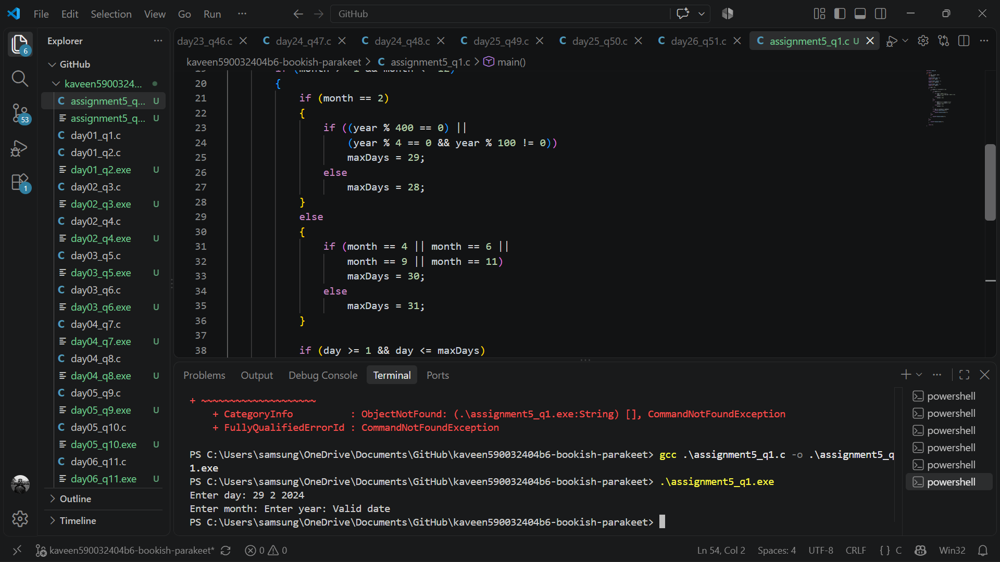 File Edit Selection View Go Run ··· GitHub
Explorer ···
day23_q46.c day24_q47.c day24_q48.c day25_q49.c day25_q50.c day26_q51.c assignment5_q1.c U
kaveen590032404b6-bookish-parakeet > C assignment5_q1.c > main()
6
53
1
GitHub
kaveen5900324...
C assignment5_q... U
assignment5_q... U
C day01_q1.c
C day01_q2.c
day01_q2.exe U
C day02_q3.c
day02_q3.exe U
C day02_q4.c
day02_q4.exe U
C day03_q5.c
day03_q5.exe U
C day03_q6.c
day03_q6.exe U
C day04_q7.c
day04_q7.exe U
C day04_q8.c
day04_q8.exe U
C day05_q9.c
day05_q9.exe U
C day05_q10.c
day05_q10.exe U
C day06_q11.c
day06_q11.exe U
Outline
Timeline
19 if (month >= 1 && month <= 12)
20 {
21 if (month == 2)
22 {
23 if ((year % 400 == 0) ||
24 (year % 4 == 0 && year % 100 != 0))
25 maxDays = 29;
26 else
27 maxDays = 28;
28 }
29 else
30 {
31 if (month == 4 || month == 6 ||
32 month == 9 || month == 11)
33 maxDays = 30;
34 else
35 maxDays = 31;
36 }
37
38 if (day >= 1 && day <= maxDays)
Problems Output Debug Console Terminal Ports
+ ~~~~~~~~~~~~~~~~~~~~
+ CategoryInfo : ObjectNotFound: (.\assignment5_q1.exe:String) [], CommandNotFoundException
+ FullyQualifiedErrorId : CommandNotFoundException
PS C:\Users\samsung\OneDrive\Documents\GitHub\kaveen590032404b6-bookish-parakeet> gcc .\assignment5_q1.c -o .\assignment5_q
1.exe
PS C:\Users\samsung\OneDrive\Documents\GitHub\kaveen590032404b6-bookish-parakeet> .\assignment5_q1.exe
Enter day: 29 2 2024
Enter month: Enter year: Valid date
PS C:\Users\samsung\OneDrive\Documents\GitHub\kaveen590032404b6-bookish-parakeet>
powershell
powershell
powershell
powershell
powershell
powershell
kaveen590032404b6-bookish-parakeet* 0 0 Ln 54, Col 2 Spaces: 4 UTF-8 CRLF {} C Win32